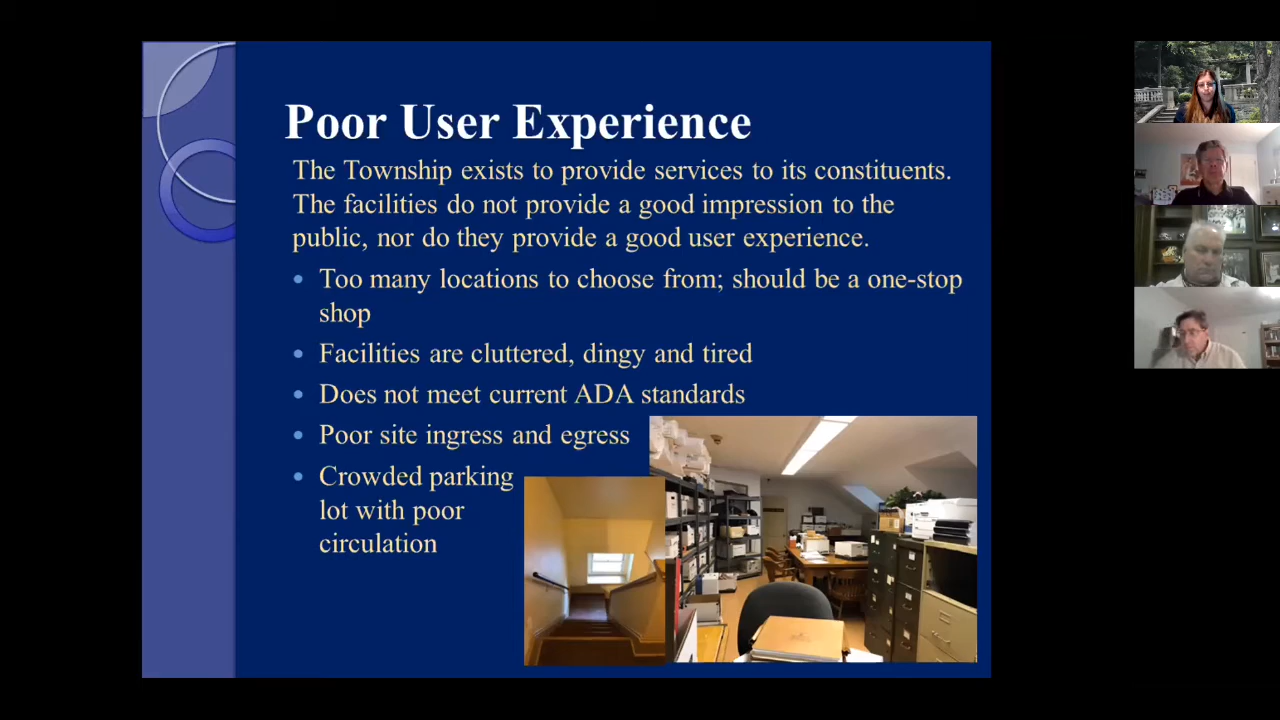 Poor User Experience
The Township exists to provide services to its constituents.
The facilities do not provide a good impression to the
public, nor do they provide a good user experience.
• Too many locations to choose from; should be a one-stop
shop
• Facilities are cluttered, dingy and tired
• Does not meet current ADA standards
• Poor site ingress and egress
• Crowded parking
lot with poor
circulation